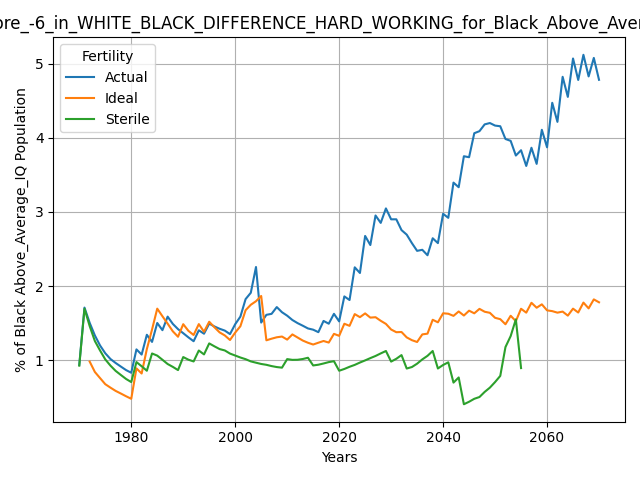 ore_-6_in_WHITE_BLACK_DIFFERENCE_HARD_WORKING_for_Black_Above_Aver
Fertility
Actual
Ideal
Sterile
% of Black Above_Average_IQ Population
5
4
3
2
1
1980
2000
2020
2040
2060
Years